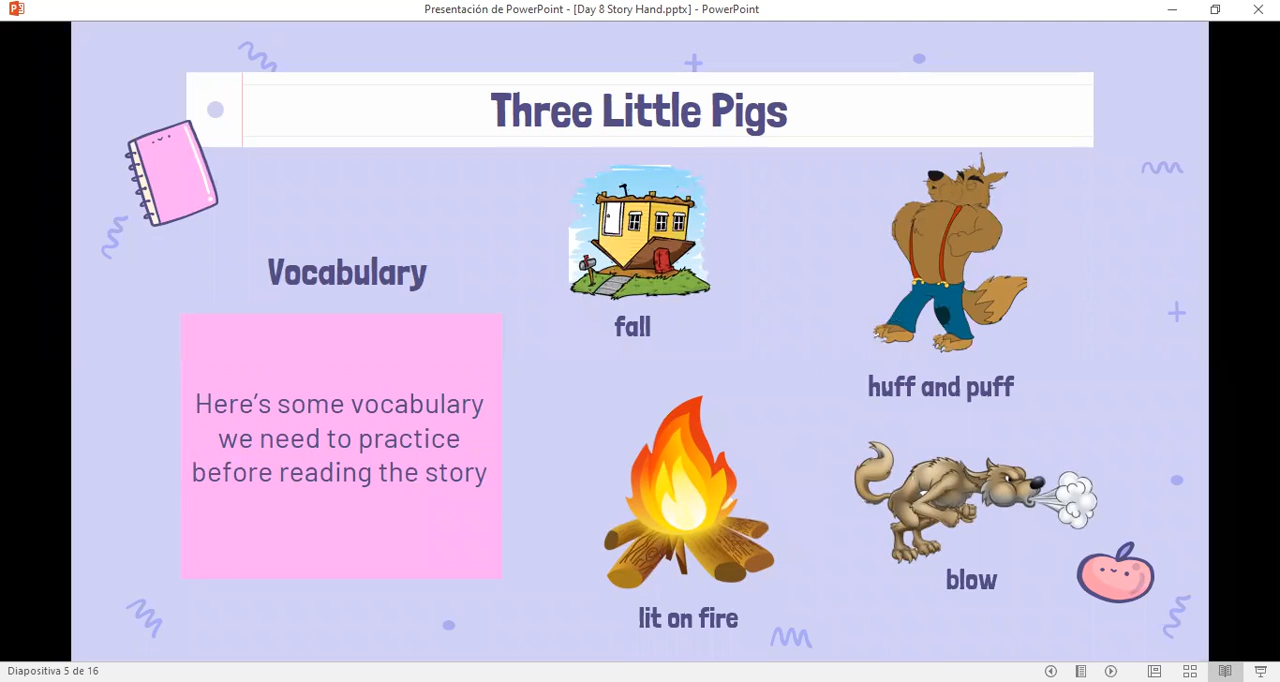 Presentación de PowerPoint - [Day 8 Story Hand.pptx] - PowerPoint
Three Little Pigs
Vocabulary
Here's some vocabulary
we need to practice
before reading the story
fall
huff and puff
lit on fire
blow
Diapositiva 5 de 16